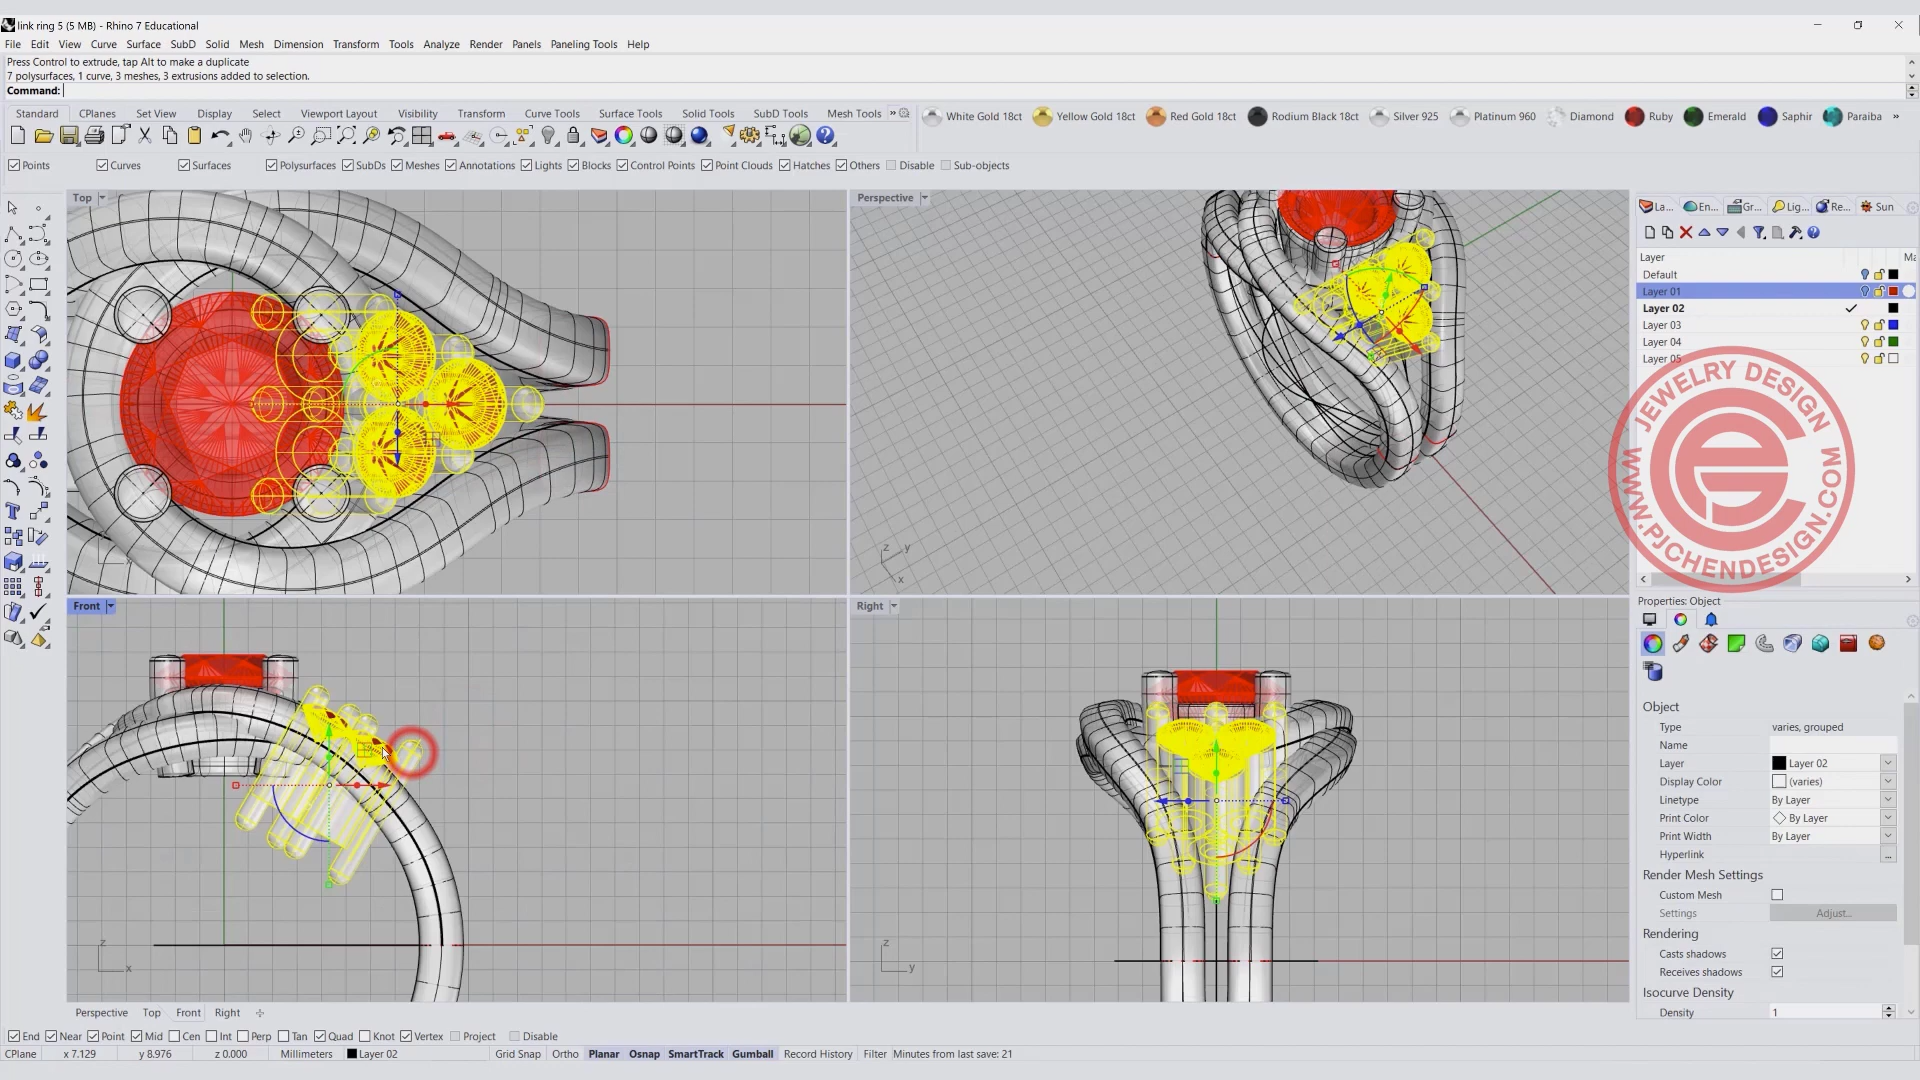 link ring 5 (5 MB) - Rhino 7 Educational
File Edit View Curve Surface SubD Solid Mesh Dimension Transform Tools Analyze Render Panels Paneling Tools Help
Press Control to extrude, tap Alt to make a duplicate
7 polysurfaces, 1 curve, 3 meshes, 3 extrusions added to selection.
Command:
Standard CPlanes Set View Display Select Viewport Layout Visibility Transform Curve Tools Surface Tools Solid Tools SubD Tools Mesh Tools »
White Gold 18ct Yellow Gold 18ct Red Gold 18ct Rodium Black 18ct Silver 925 Platinum 960 Diamond Ruby Emerald Saphir Paraiba »
Points Curves Surfaces Polysurfaces SubDs Meshes Annotations Lights Blocks Control Points Point Clouds Hatches Others Disable Sub-objects
Top
Perspective
La... En... Gr... Lig... Re... Sun
Layer Ma
Default
Layer 01
Layer 02
Layer 03
Layer 04
Layer 05
JEWELRY DESIGN
WWW.PJCHENDESIGN.COM
x
z y
x
Front
Right
z
x
z
y
Properties: Object
Object
Type varies, grouped
Name
Layer Layer 02
Display Color (varies)
Linetype By Layer
Print Color By Layer
Print Width By Layer
Hyperlink ...
Render Mesh Settings
Custom Mesh
Settings Adjust...
Rendering
Casts shadows
Receives shadows
Isocurve Density
Density 1
Perspective Top Front Right
End Near Point Mid Cen Int Perp Tan Quad Knot Vertex Project Disable
CPlane x 7.129 y 8.976 z 0.000 Millimeters Layer 02 Grid Snap Ortho Planar Osnap SmartTrack Gumball Record History Filter Minutes from last save: 21